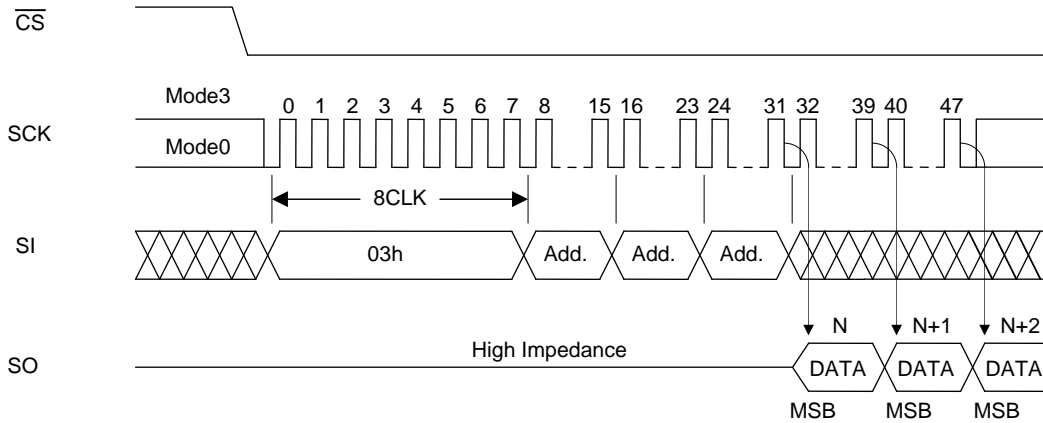 CS
Mode3
0 1 2 3 4 5 6 7 8 15 16 23 24 31 32 39 40 47
SCK
Mode0
8CLK
SI
03h Add. Add. Add.
N N+1 N+2
High Impedance
SO
DATA DATA DATA
MSB MSB MSB